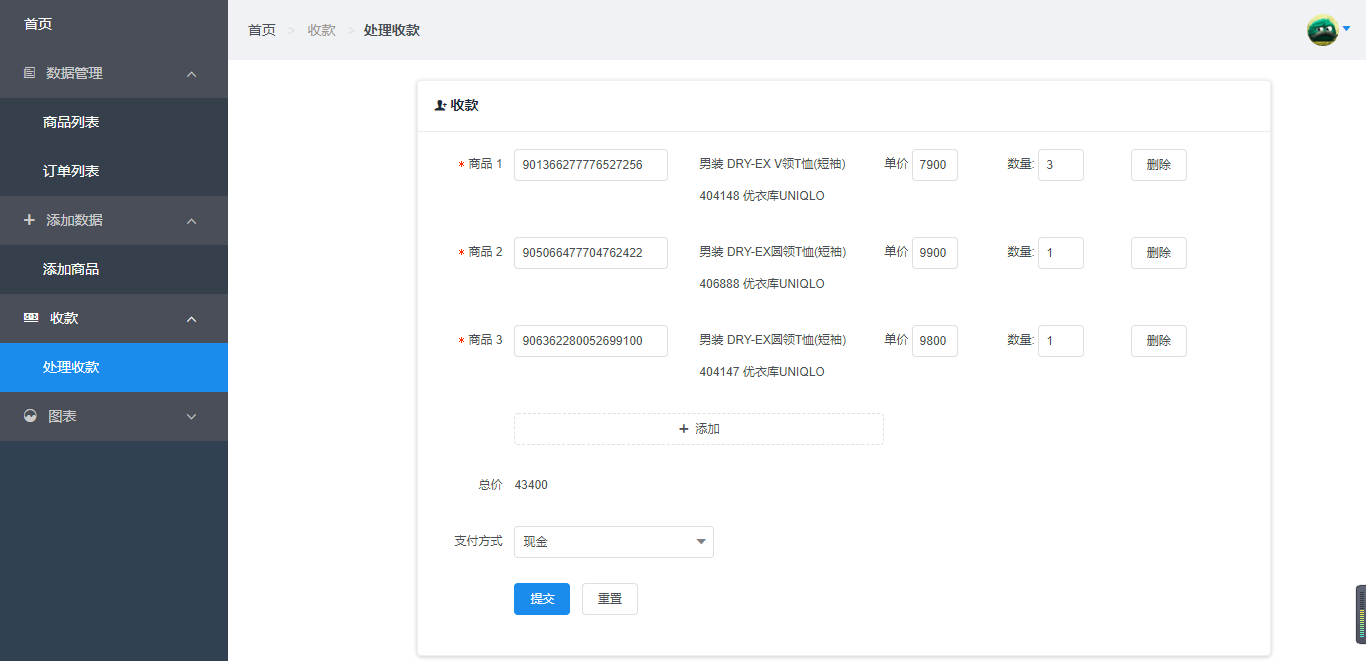 首页
数据管理
商品列表
订单列表
添加数据
添加商品
收款
处理收款
图表
首页 > 收款 > 处理收款
收款
* 商品 1 901366277776527256 男装 DRY-EX V领T恤(短袖) 单价 7900 数量: 3 删除
404148 优衣库UNIQLO
* 商品 2 905066477704762422 男装 DRY-EX圆领T恤(短袖) 单价 9900 数量: 1 删除
406888 优衣库UNIQLO
* 商品 3 906362280052699100 男装 DRY-EX圆领T恤(短袖) 单价 9800 数量: 1 删除
404147 优衣库UNIQLO
+ 添加
总价 43400
支付方式 现金
提交 重置